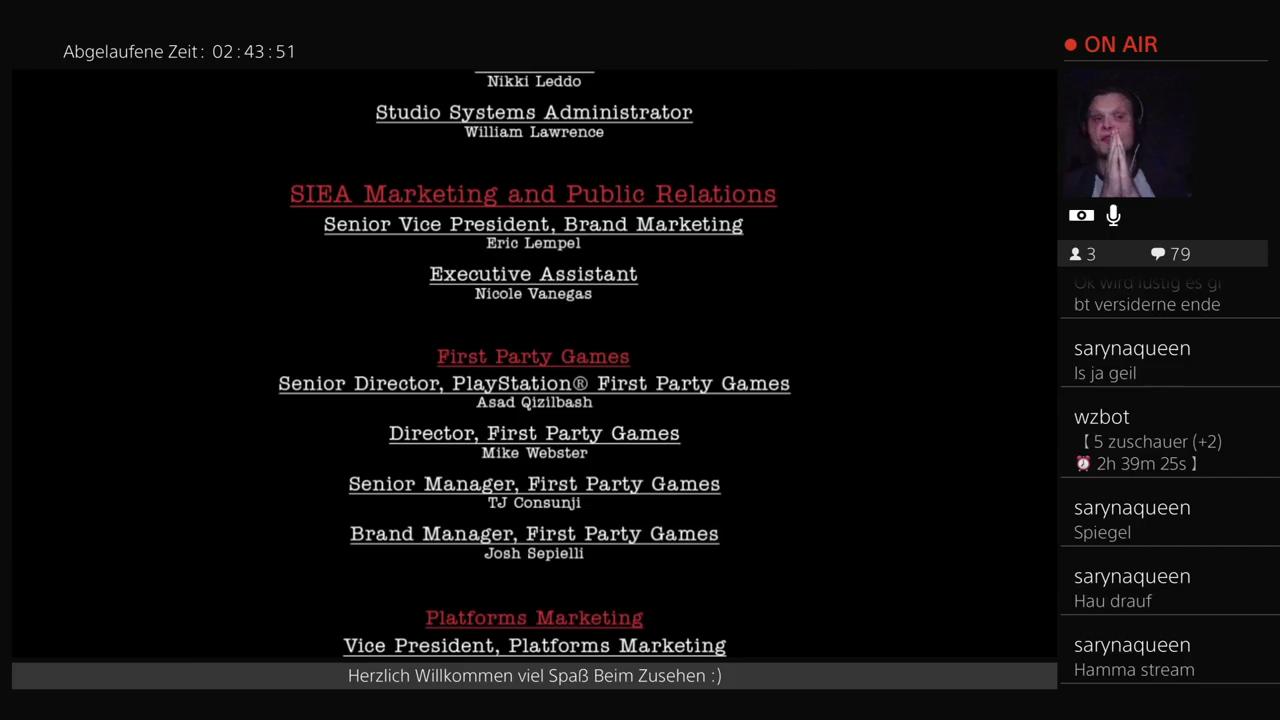 Abgelaufene Zeit: 02:43:51
ON AIR
Nikki Leddo
Studio Systems Administrator
William Lawrence
SIEA Marketing and Public Relations
Senior Vice President, Brand Marketing
Eric Lempel
Executive Assistant
Nicole Vanegas
First Party Games
Senior Director, PlayStation® First Party Games
Asad Qizilbash
Director, First Party Games
Mike Webster
Senior Manager, First Party Games
TJ Consunji
Brand Manager, First Party Games
Josh Sepielli
Platforms Marketing
Vice President, Platforms Marketing
Herzlich Willkommen viel Spaß Beim Zusehen :)
3 79
Ok wird lustig es gi
bt versiderne ende
sarynaqueen
Is ja geil
wzbot
【 5 zuschauer (+2)
⏰ 2h 39m 25s 】
sarynaqueen
Spiegel
sarynaqueen
Hau drauf
sarynaqueen
Hamma stream